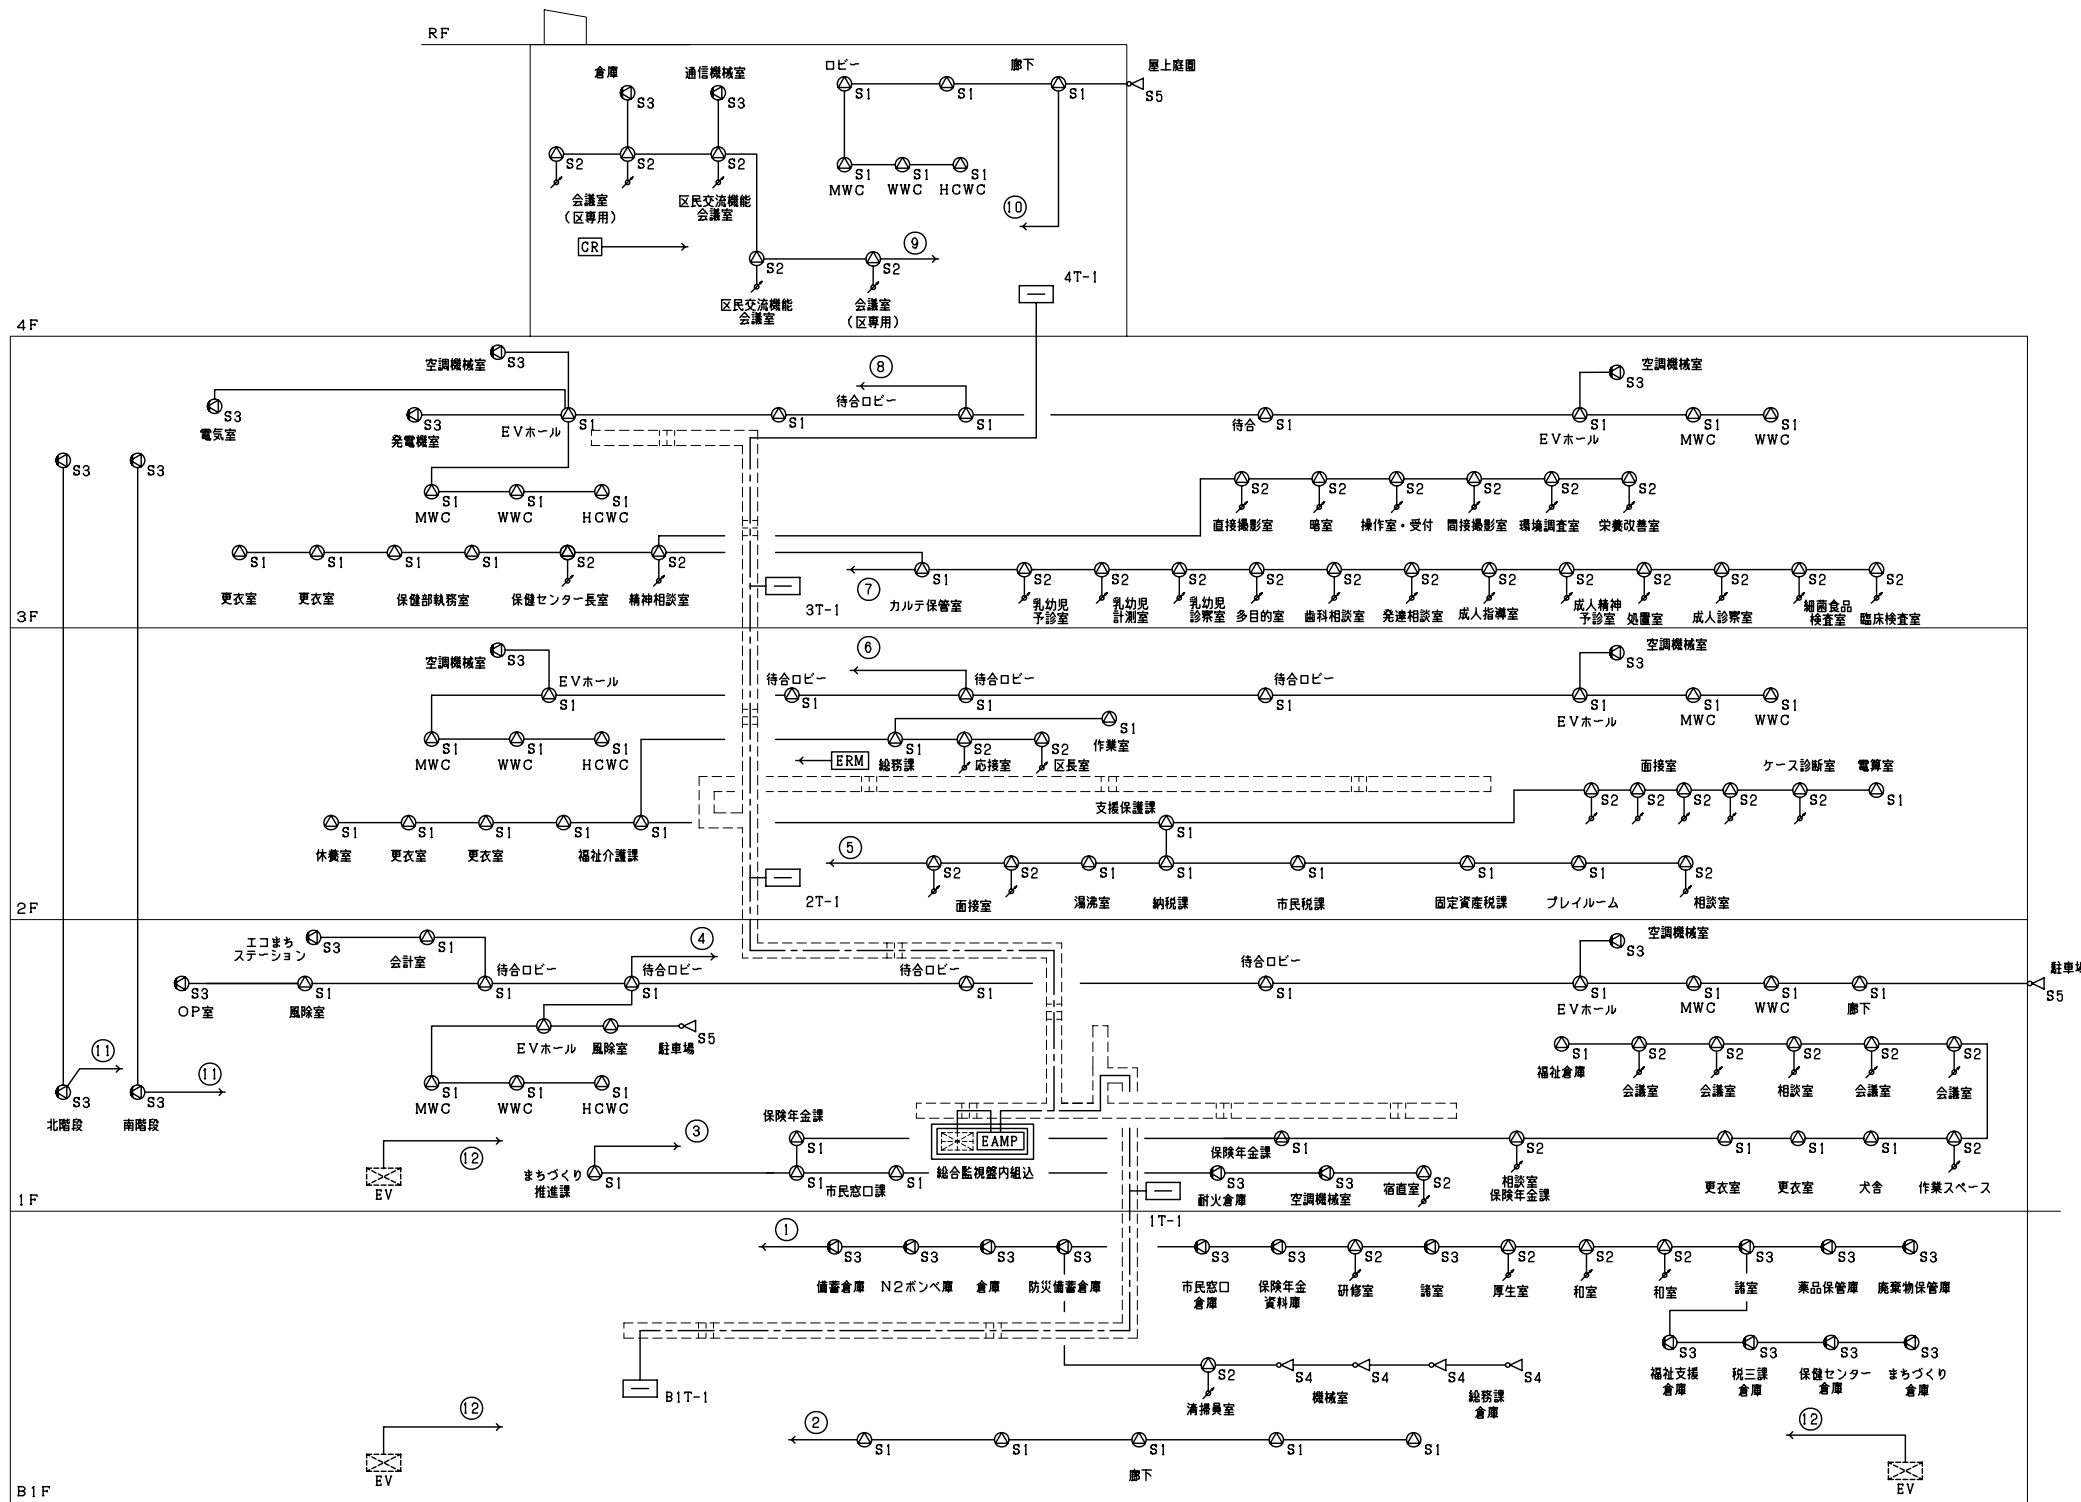 RF
倉庫
通信機械室
ロビー
廊下
屋上庭園
S3
S3
S1
S1
S1
S5
S2
S2
S2
S1
S1
S1
MWC
WWC
HCWC
会議室
(区専用)
区民交流機能
会議室
⑩
CR
⑨
S2
S2
区民交流機能
会議室
会議室
(区専用)
4T-1
4F
空調機械室
S3
⑧
空調機械室
S3
待合ロビー
S3
電気室
S3
発電機室
EVホール
S1
S1
S1
待合
S1
EVホール
S1
S1
MWC
S1
WWC
S3
S3
S1
S1
S1
MWC
WWC
HCWC
S2
S2
S2
S2
S2
S2
直接撮影室
暗室
操作室・受付
間接撮影室
環境調査室
栄養改善室
S1
S1
S1
S1
S2
S2
更衣室
更衣室
保健部執務室
保健センター長室
精神相談室
3T-1
⑦
S1
S2
S2
S2
S2
S2
S2
S2
S2
S2
S2
S2
S2
カルテ保管室
乳幼児
予診室
乳幼児
計測室
乳幼児
診察室
多目的室
歯科相談室
発達相談室
成人指導室
成人精神
予診室
処置室
成人診察室
細菌食品
検査室
臨床検査室
3F
空調機械室
S3
⑥
空調機械室
S3
EVホール
S1
待合ロビー
S1
待合ロビー
S1
待合ロビー
S1
EVホール
S1
S1
MWC
S1
WWC
S1
S1
S1
MWC
WWC
HCWC
S1
作業室
ERM
S1
総務課
S2
応接室
S2
区長室
面接室
ケース診断室
電算室
S2
S2
S2
S2
S2
S1
支援保護課
S1
S1
S1
S1
S1
S1
休養室
更衣室
更衣室
福祉介護課
⑤
S2
S2
S1
S1
S1
S1
S1
S2
面接室
湯沸室
納税課
市民税課
固定資産税課
プレイルーム
相談室
2T-1
2F
エコまち
ステーション
S3
会計室
S1
④
空調機械室
S3
待合ロビー
待合ロビー
待合ロビー
待合ロビー
駐車場
S3
OP室
S1
風除室
S1
S1
S1
S1
S1
EVホール
S1
MWC
S1
WWC
S1
廊下
S5
EVホール
風除室
駐車場
S5
S1
S1
S1
MWC
WWC
HCWC
⑪
⑪
S3
北階段
S3
南階段
S1
S2
S2
S2
S2
S2
福祉倉庫
会議室
会議室
相談室
会議室
会議室
⑫
EV
③
保険年金課
S1
EAMP
総合監視盤内組込
まちづくり
推進課
S1
S1
S1
市民窓口課
S1
保険年金課
S2
相談室
保険年金課
S1
更衣室
S1
更衣室
S1
犬舎
S2
作業スペース
S3
耐火倉庫
S3
空調機械室
宿直室
S2
1F
1T-1
①
S3
S3
S3
S3
S3
S3
S2
S3
S2
S2
S2
S3
S3
S3
備蓄倉庫
N2ボンベ庫
倉庫
防災備蓄倉庫
市民窓口
倉庫
保険年金
資料庫
研修室
諸室
厚生室
和室
和室
諸室
薬品保管庫
廃棄物保管庫
B1T-1
S3
S3
S3
S3
福祉支援
倉庫
税三課
倉庫
保健センター
倉庫
まちづくり
倉庫
S2
S4
S4
S4
S4
清掃員室
機械室
総務課
倉庫
⑫
EV
②
S1
S1
S1
S1
S1
廊下
⑫
EV
B1F